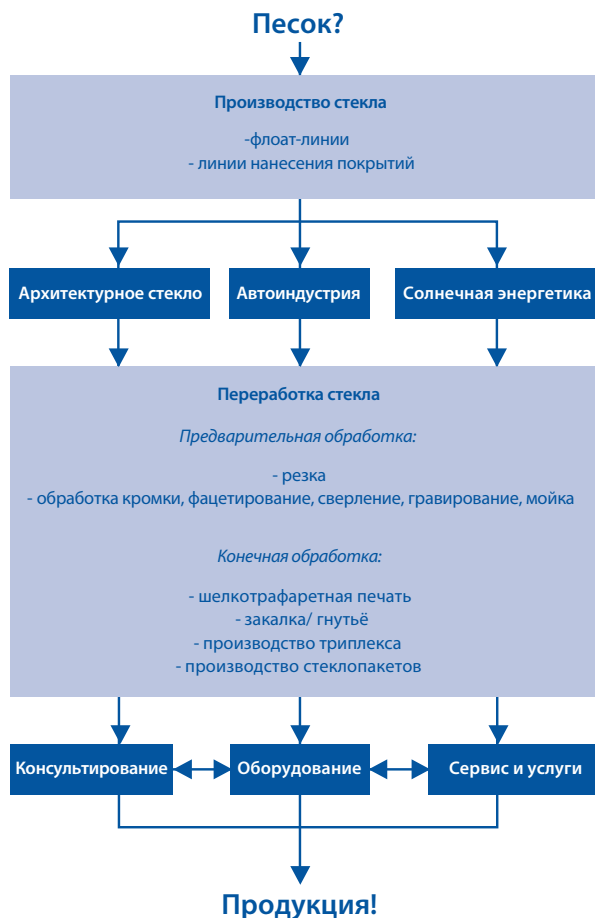 Песок?
Производство стекла
-флоат-линии
- линии нанесения покрытий
Архитектурное стекло
Автоиндустрия
Солнечная энергетика
Переработка стекла
Предварительная обработка:
- резка
- обработка кромки, фацетирование, сверление, гравирование, мойка
Конечная обработка:
- шелкотрафаретная печать
- закалка/ гнутьё
- производство триплекса
- производство стеклопакетов
Консультирование
Оборудование
Сервис и услуги
Продукция!